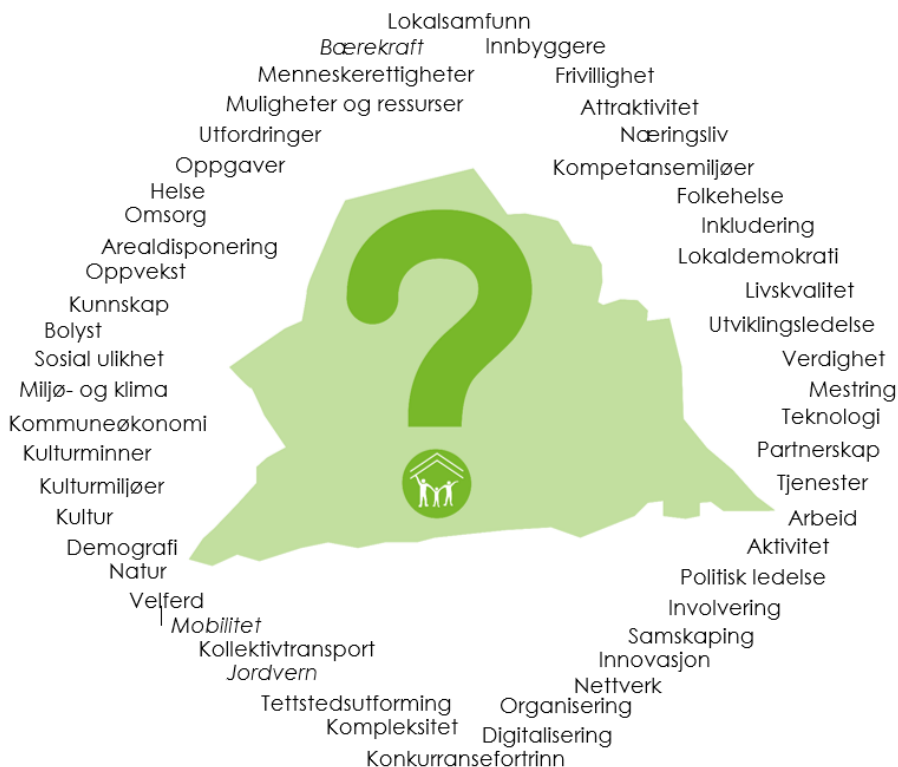 Lokalsamfunn
Bærekraft Innbyggere
Menneskerettigheter Frivillighet
Muligheter og ressurser Attraktivitet
Utfordringer Næringsliv
Oppgaver Kompetansemiljøer
Helse Folkehelse
Omsorg Inkludering
Arealdisponering Lokaldemokrati
Oppvekst Livskvalitet
Kunnskap Utviklingsledelse
Bolyst
Sosial ulikhet Verdighet
Miljø- og klima Mestring
Kommuneøkonomi Teknologi
Kulturminner Partnerskap
Kulturmiljøer Tjenester
Kultur Arbeid
Demografi Aktivitet
Natur Politisk ledelse
Velferd Involvering
Mobilitet Samskaping
Kollektivtransport Innovasjon
Jordvern Nettverk
Tettstedsutforming Organisering
Kompleksitet Digitalisering
Konkurransefortrinn
?